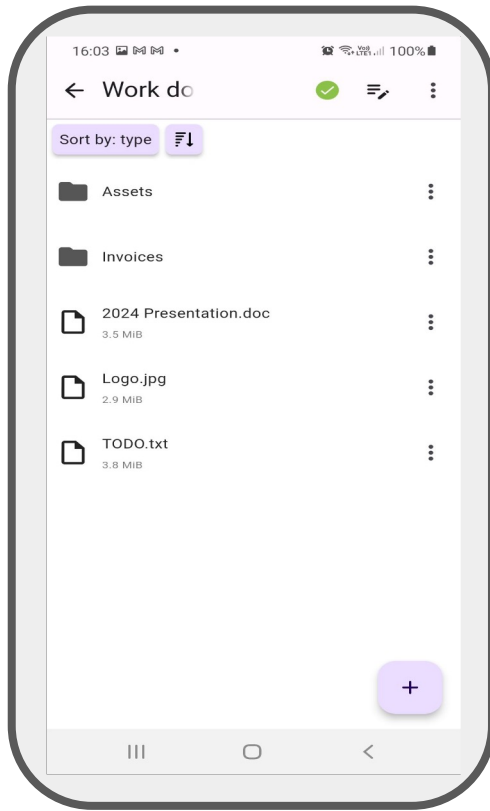 16:03 100%
Work do
Sort by: type
Assets
Invoices
2024 Presentation.doc
3.5 MiB
Logo.jpg
2.9 MiB
TODO.txt
3.8 MiB